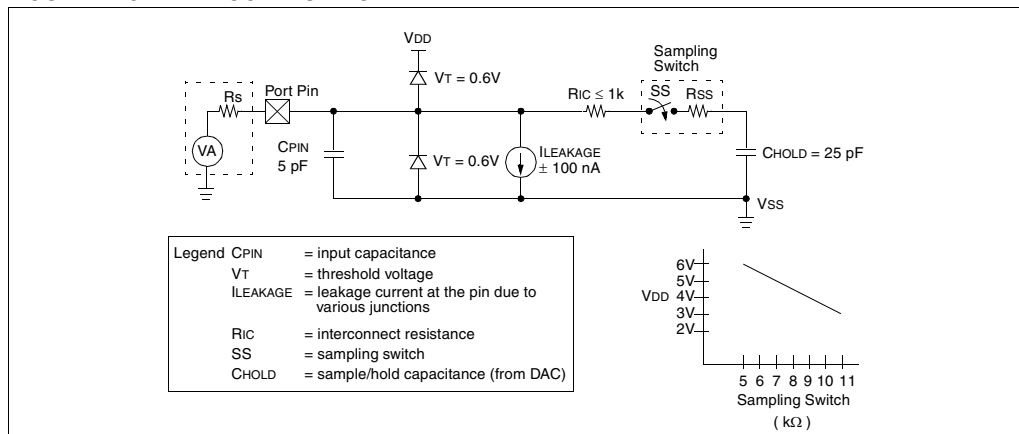 VDD
Sampling
Switch
VT = 0.6V
Rs
Port Pin
RIC ≤ 1k
SS
RSS
VA
CPIN
5 pF
VT = 0.6V
ILEAKAGE
± 100 nA
CHOLD = 25 pF
VSS
Legend CPIN = input capacitance
VT = threshold voltage
ILEAKAGE = leakage current at the pin due to
various junctions
RIC = interconnect resistance
SS = sampling switch
CHOLD = sample/hold capacitance (from DAC)
6V
5V
VDD 4V
3V
2V
5 6 7 8 9 10 11
Sampling Switch
( kΩ )